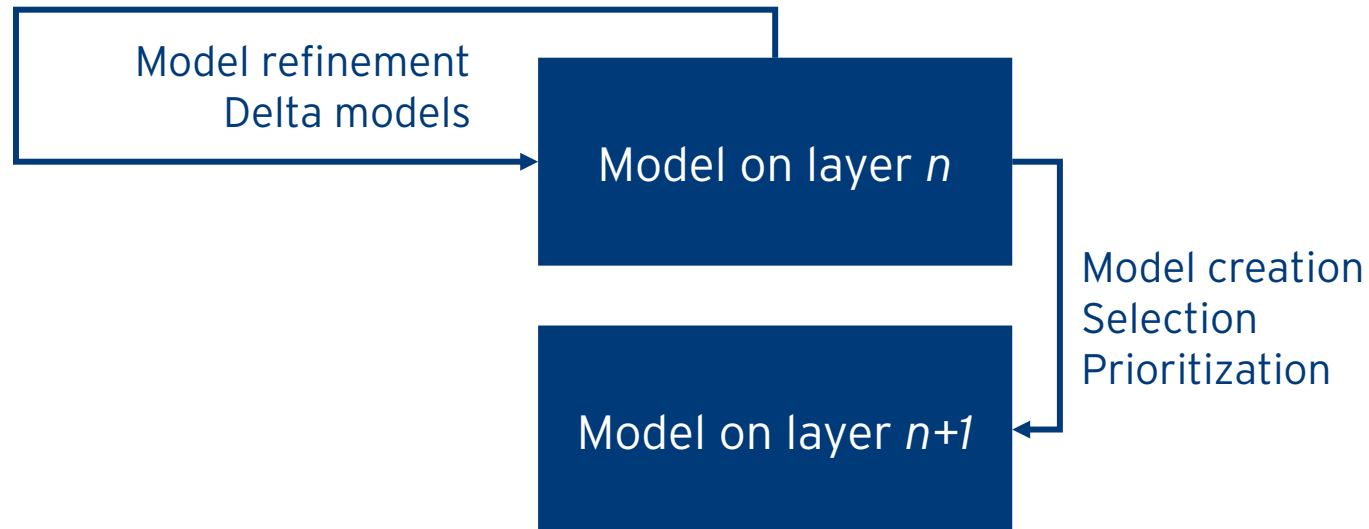 Model refinement
Delta models
Model on layer n
Model creation
Selection
Prioritization
Model on layer n+1